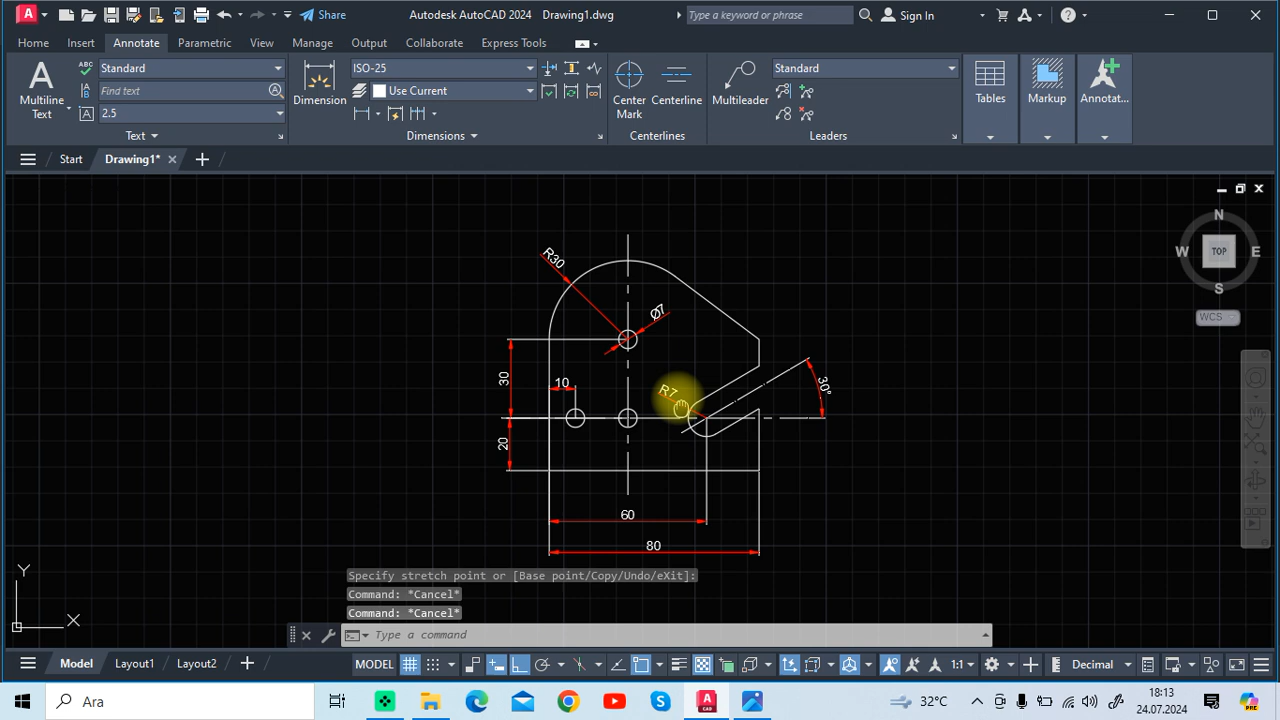 CAD
Share
Autodesk AutoCAD 2024 Drawing1.dwg
Type a keyword or phrase
Sign In
Home Insert Annotate Parametric View Manage Output Collaborate Express Tools
ABC Standard
Find text
2.5
Multiline
Text
Text
Dimension
ISO-25
Use Current
Dimensions
Center
Mark
Centerline
Centerlines
Multileader
Standard
Leaders
Tables
Markup
Annotat...
Start Drawing1*
N
W TOP E
S
WCS
R30
Ø7
30
10
R7
30°
20
60
80
Y
X
Specify stretch point or [Base point/Copy/Undo/eXit]:
Command: *Cancel*
Command: *Cancel*
Type a command
Model Layout1 Layout2
MODEL
1:1
Decimal
Ara
32°C
18:13
24.07.2024
PRE